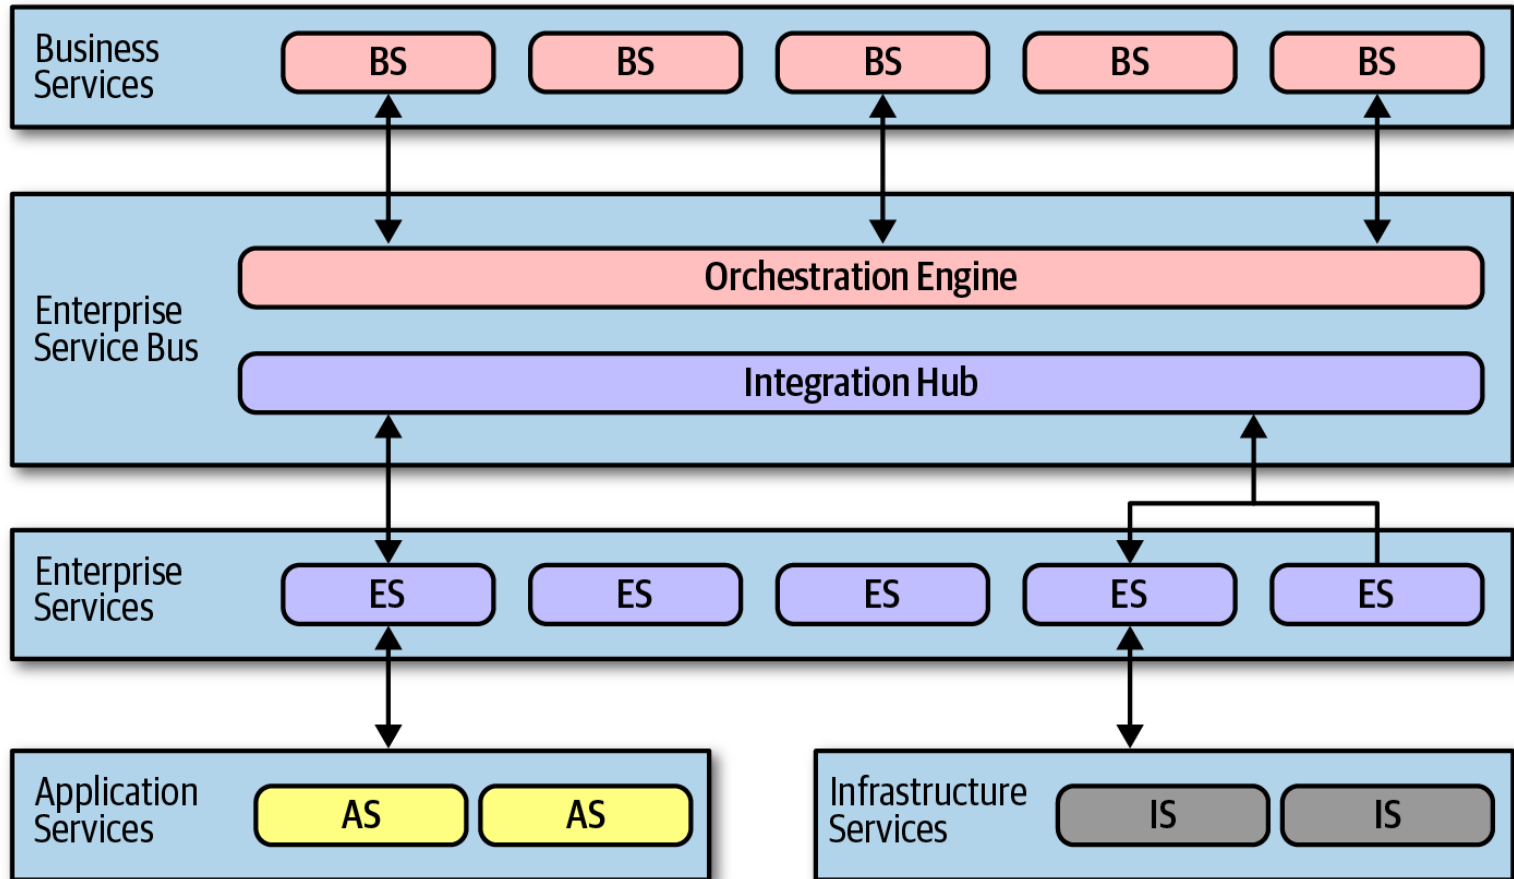 Business
Services
BS
BS
BS
BS
BS
Orchestration Engine
Enterprise
Service Bus
Integration Hub
Enterprise
Services
ES
ES
ES
ES
ES
Application
Services
AS
AS
Infrastructure
Services
IS
IS